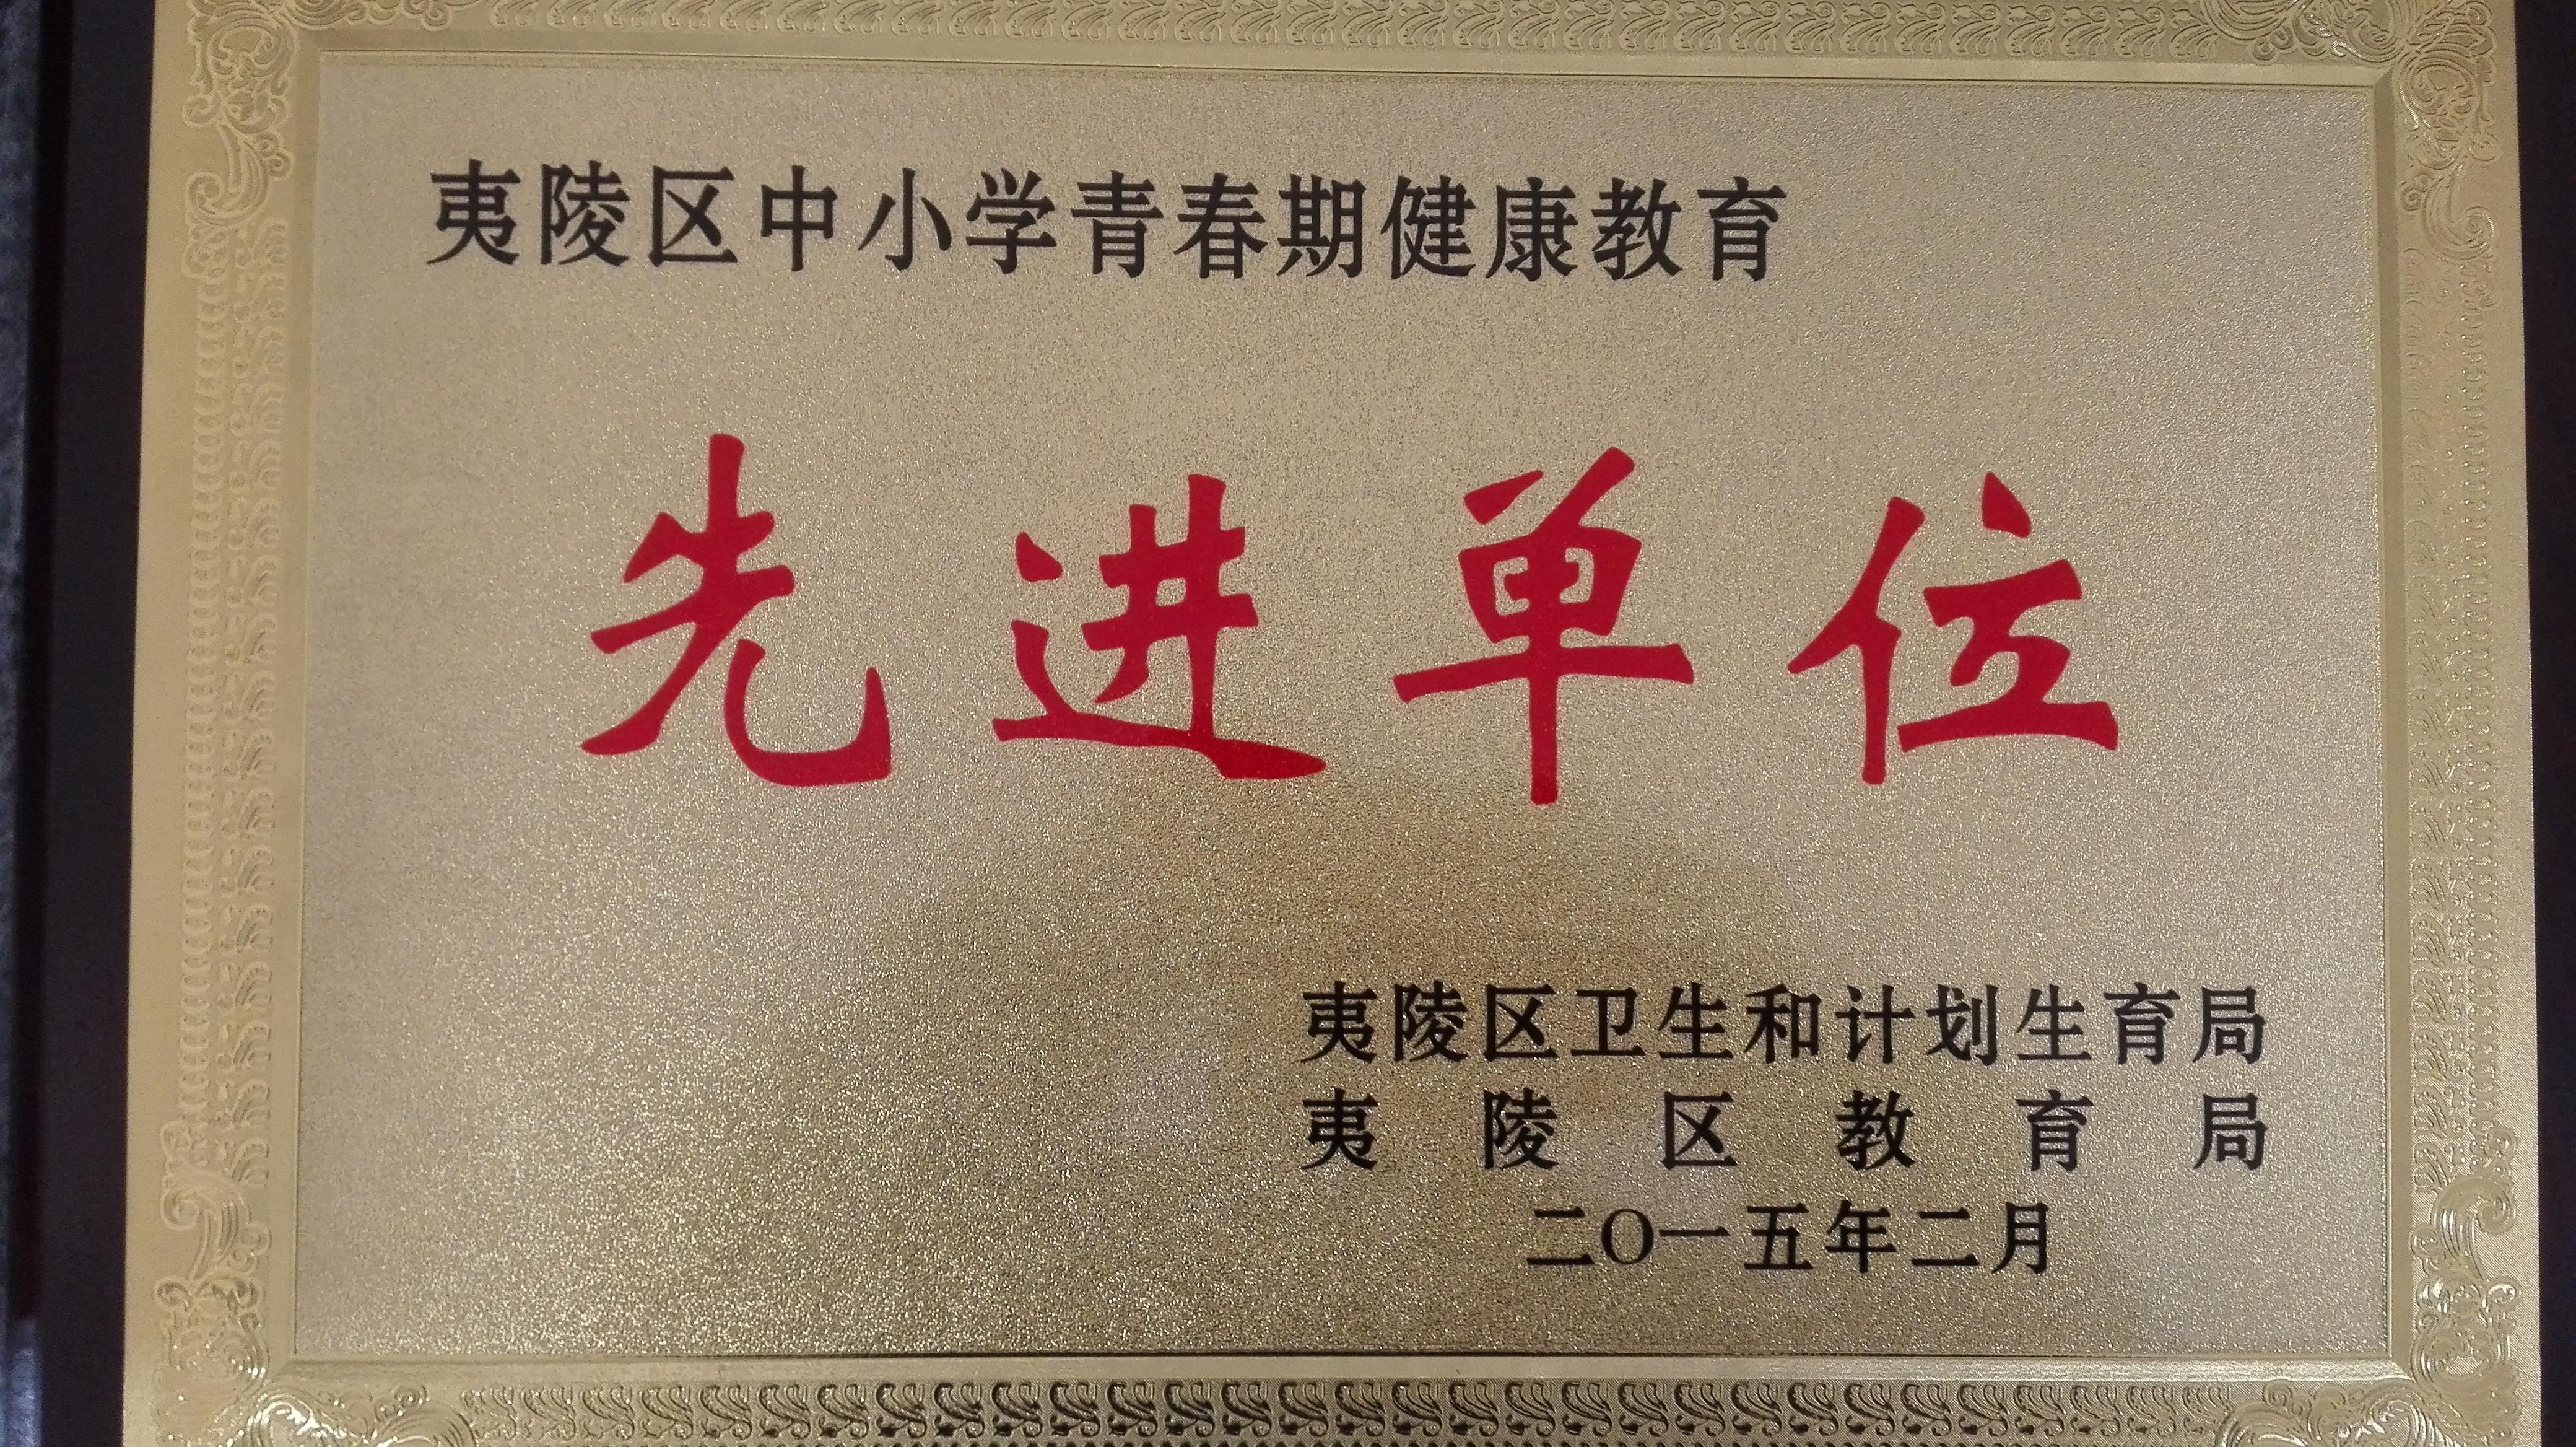 夷陵区中小学青春期健康教育
先进单位
夷陵区卫生和计划生育局
夷陵区教育局
二〇一五年二月